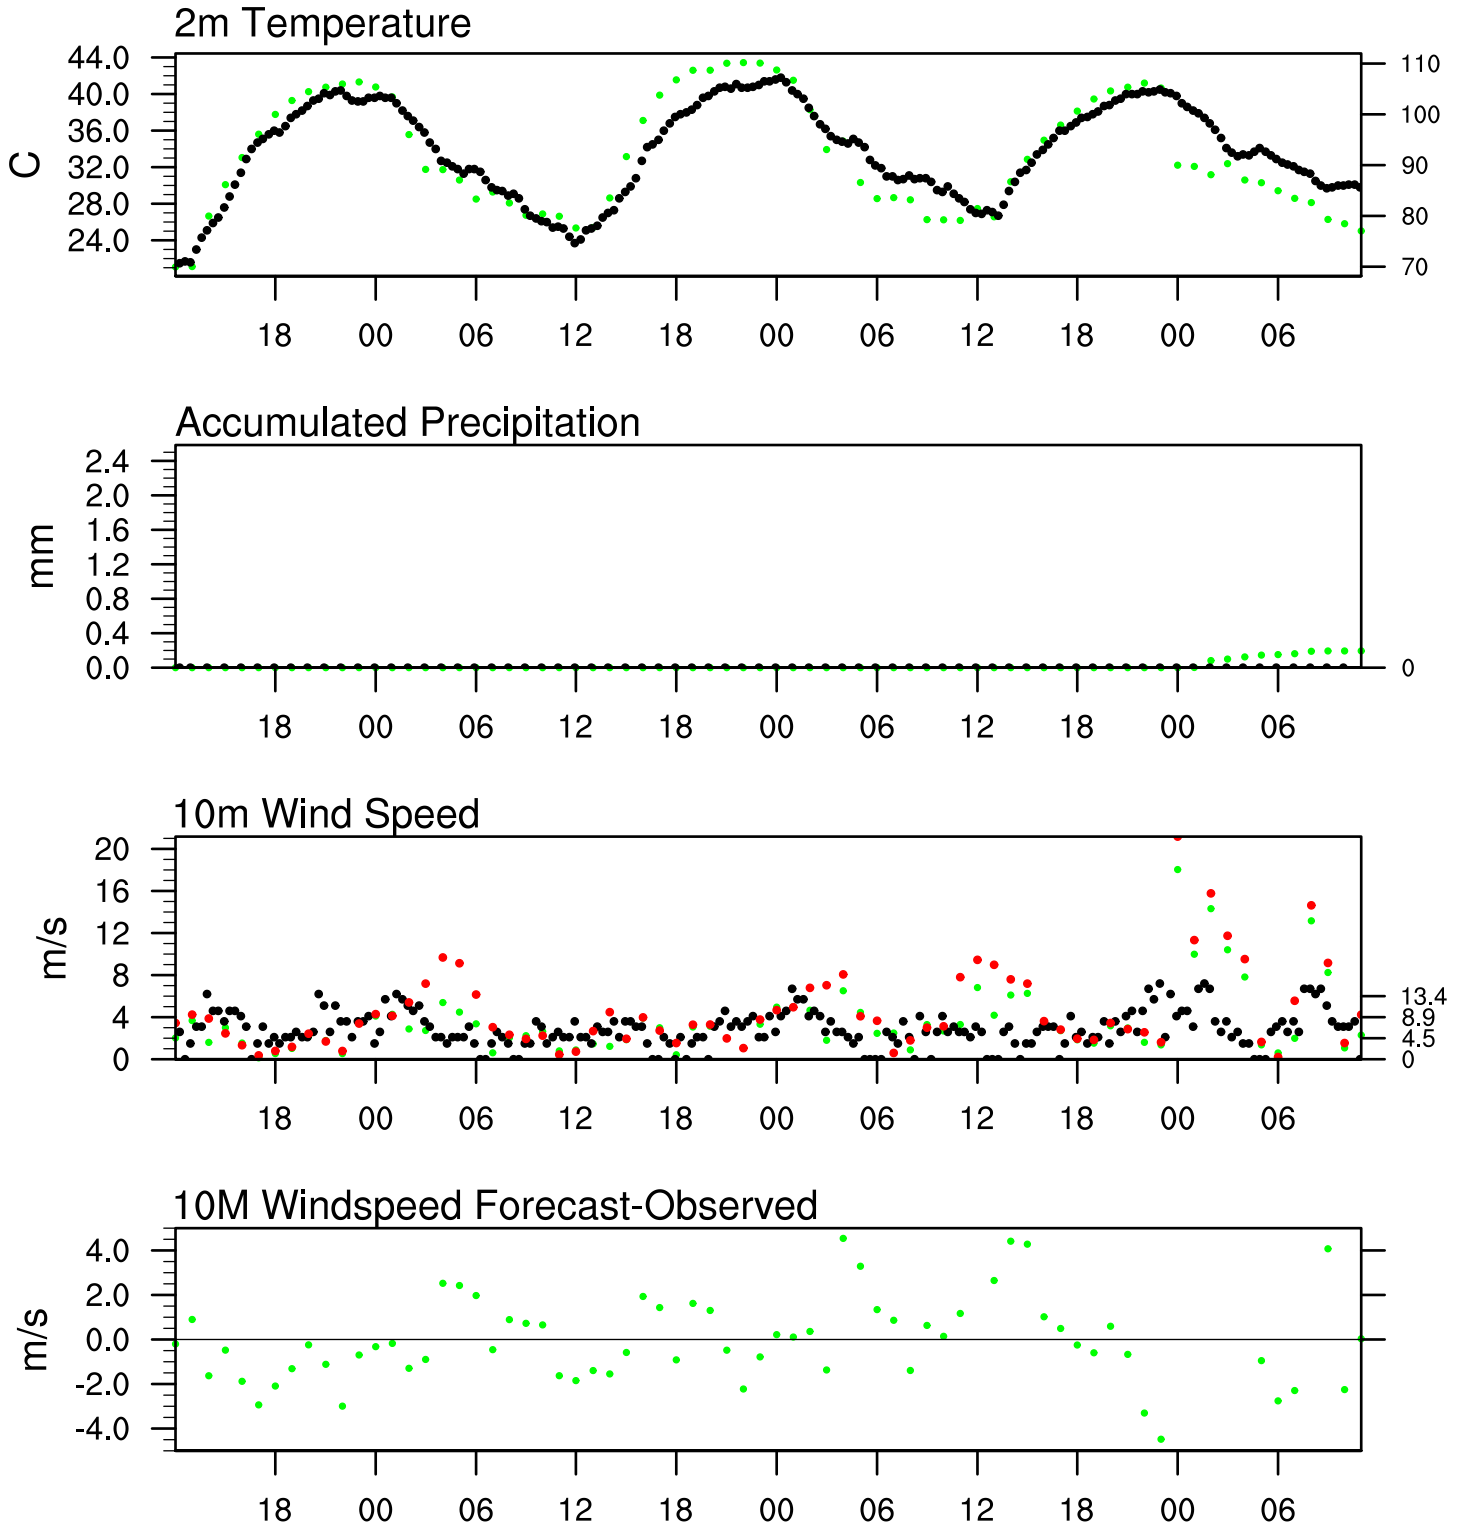 2m Temperature
44.0
40.0
36.0
32.0
28.0
24.0
C
110
100
90
80
70
18 00 06 12 18 00 06 12 18 00 06
Accumulated Precipitation
2.4
2.0
1.6
1.2
0.8
0.4
0.0
mm
0
18 00 06 12 18 00 06 12 18 00 06
10m Wind Speed
20
16
12
8
4
0
m/s
13.4
8.9
4.5
0
18 00 06 12 18 00 06 12 18 00 06
10M Windspeed Forecast-Observed
4.0
2.0
0.0
-2.0
-4.0
m/s
18 00 06 12 18 00 06 12 18 00 06